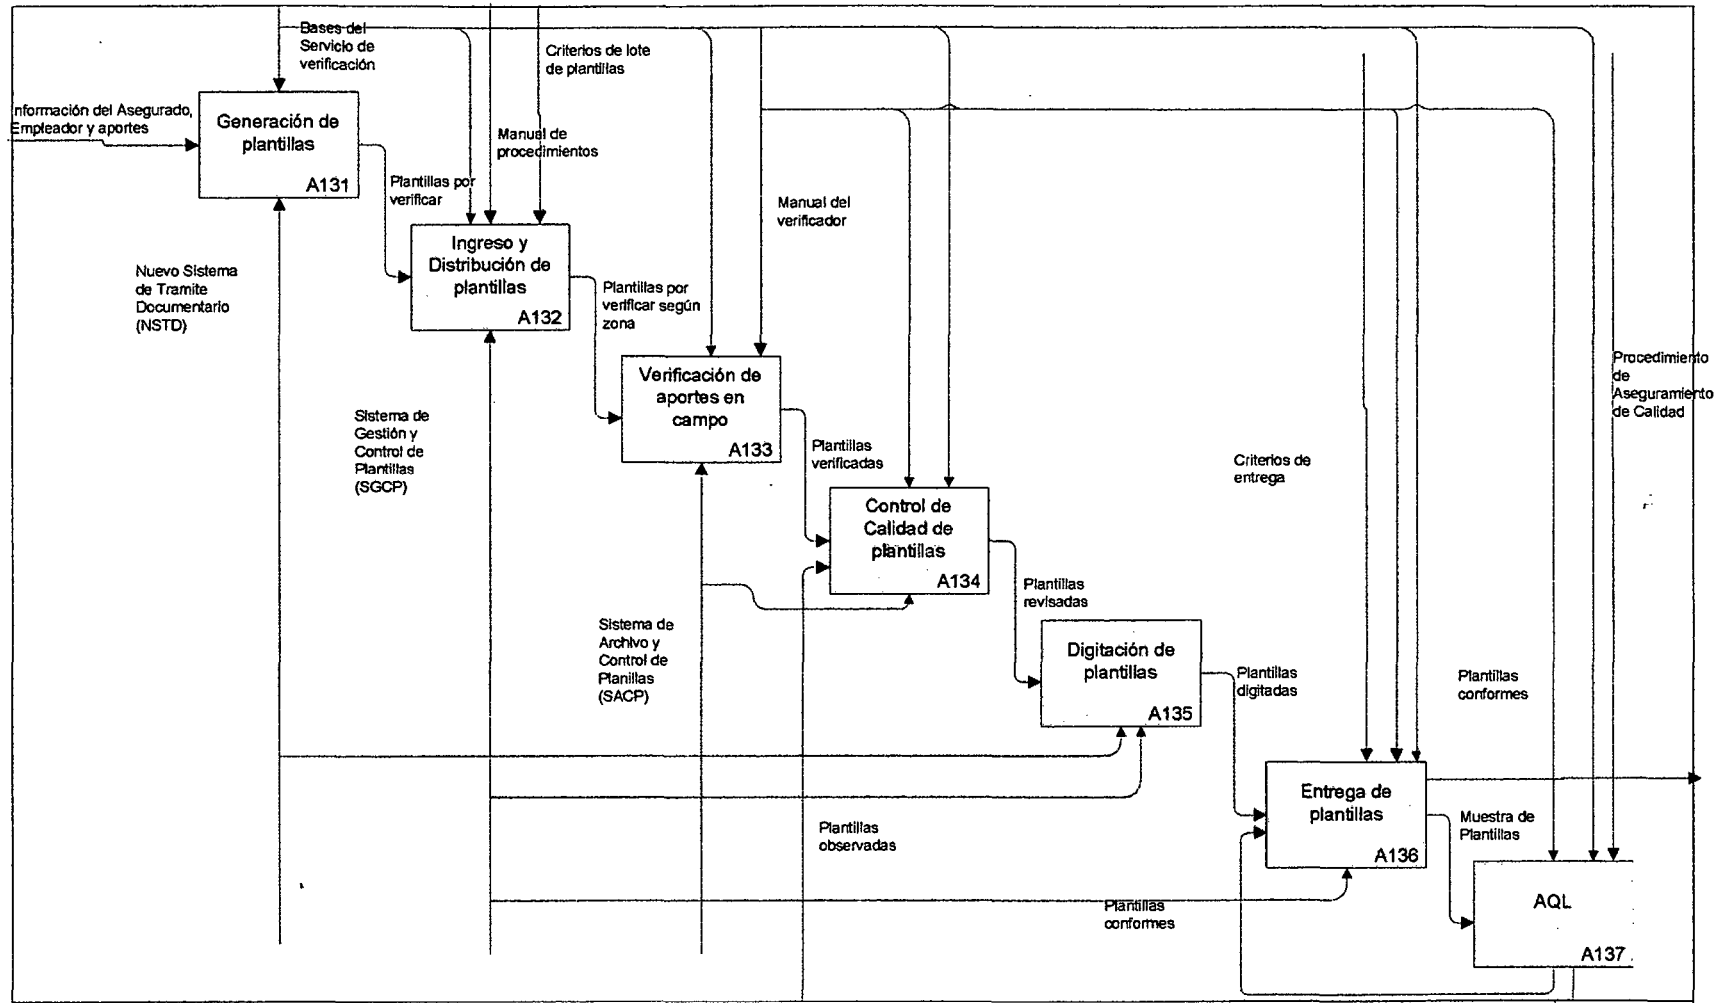 Bases del
Servicio de
verificación
Criterios de lote
de plantillas
nformación del Asegurado,
Empleador y aportes
Generación de
plantillas
A131
Manual de
procedimientos
Plantillas por
verificar
Manual del
verificador
Ingreso y
Distribución de
plantillas
A132
Nuevo Sistema
de Tramite
Documentario
(NSTD)
Plantillas por
verificar según
zona
Procedimiento
de
Aseguramiento
de Calidad
Verificación de
aportes en
campo
A133
Sistema de
Gestión y
Control de
Plantillas
(SGCP)
Plantillas
verificadas
Criterios de
entrega
Control de
Calidad de
plantillas
A134
Plantillas
revisadas
Sistema de
Archivo y
Control de
Planillas
(SACP)
Digitación de
plantillas
A135
Plantillas
digitadas
Plantillas
conformes
Entrega de
plantillas
A136
Plantillas
observadas
Muestra de
Plantillas
Plantillas
conformes
AQL
A137